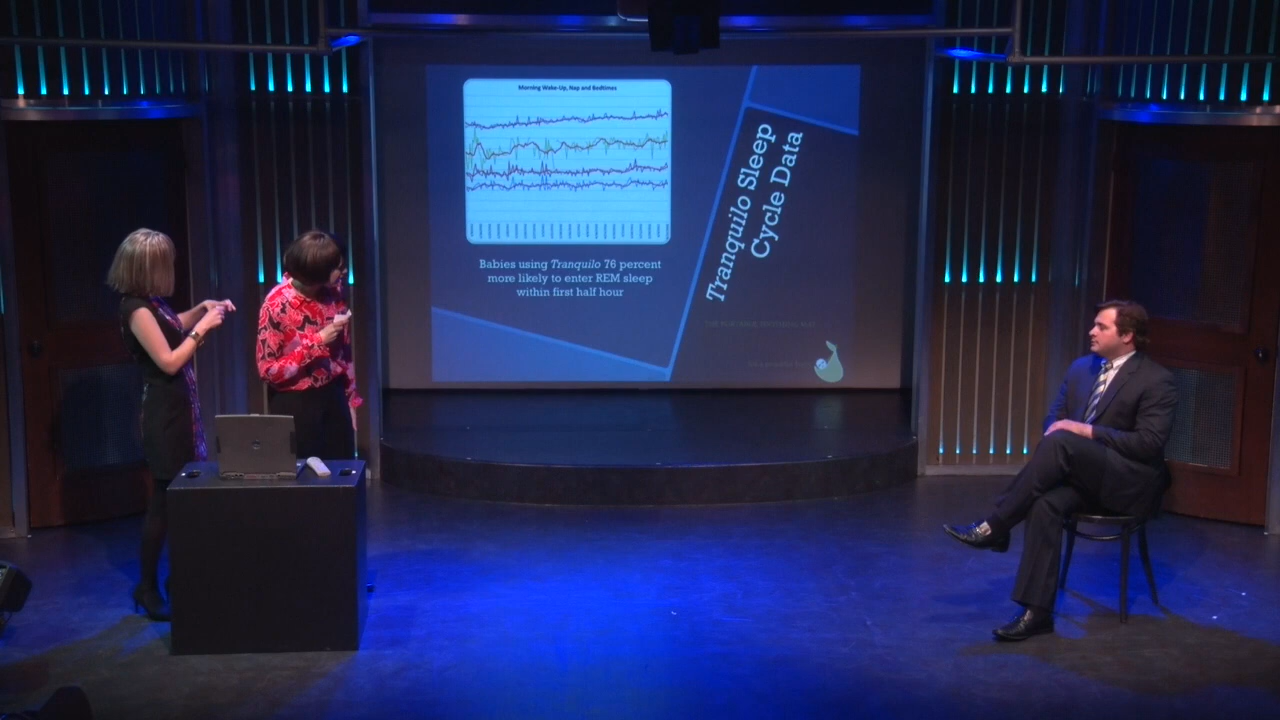 Morning Wake-Up, Nap and Bedtimes
Babies using Tranquilo 76 percent
more likely to enter REM sleep
within first half hour
Tranquilo Sleep
Cycle Data